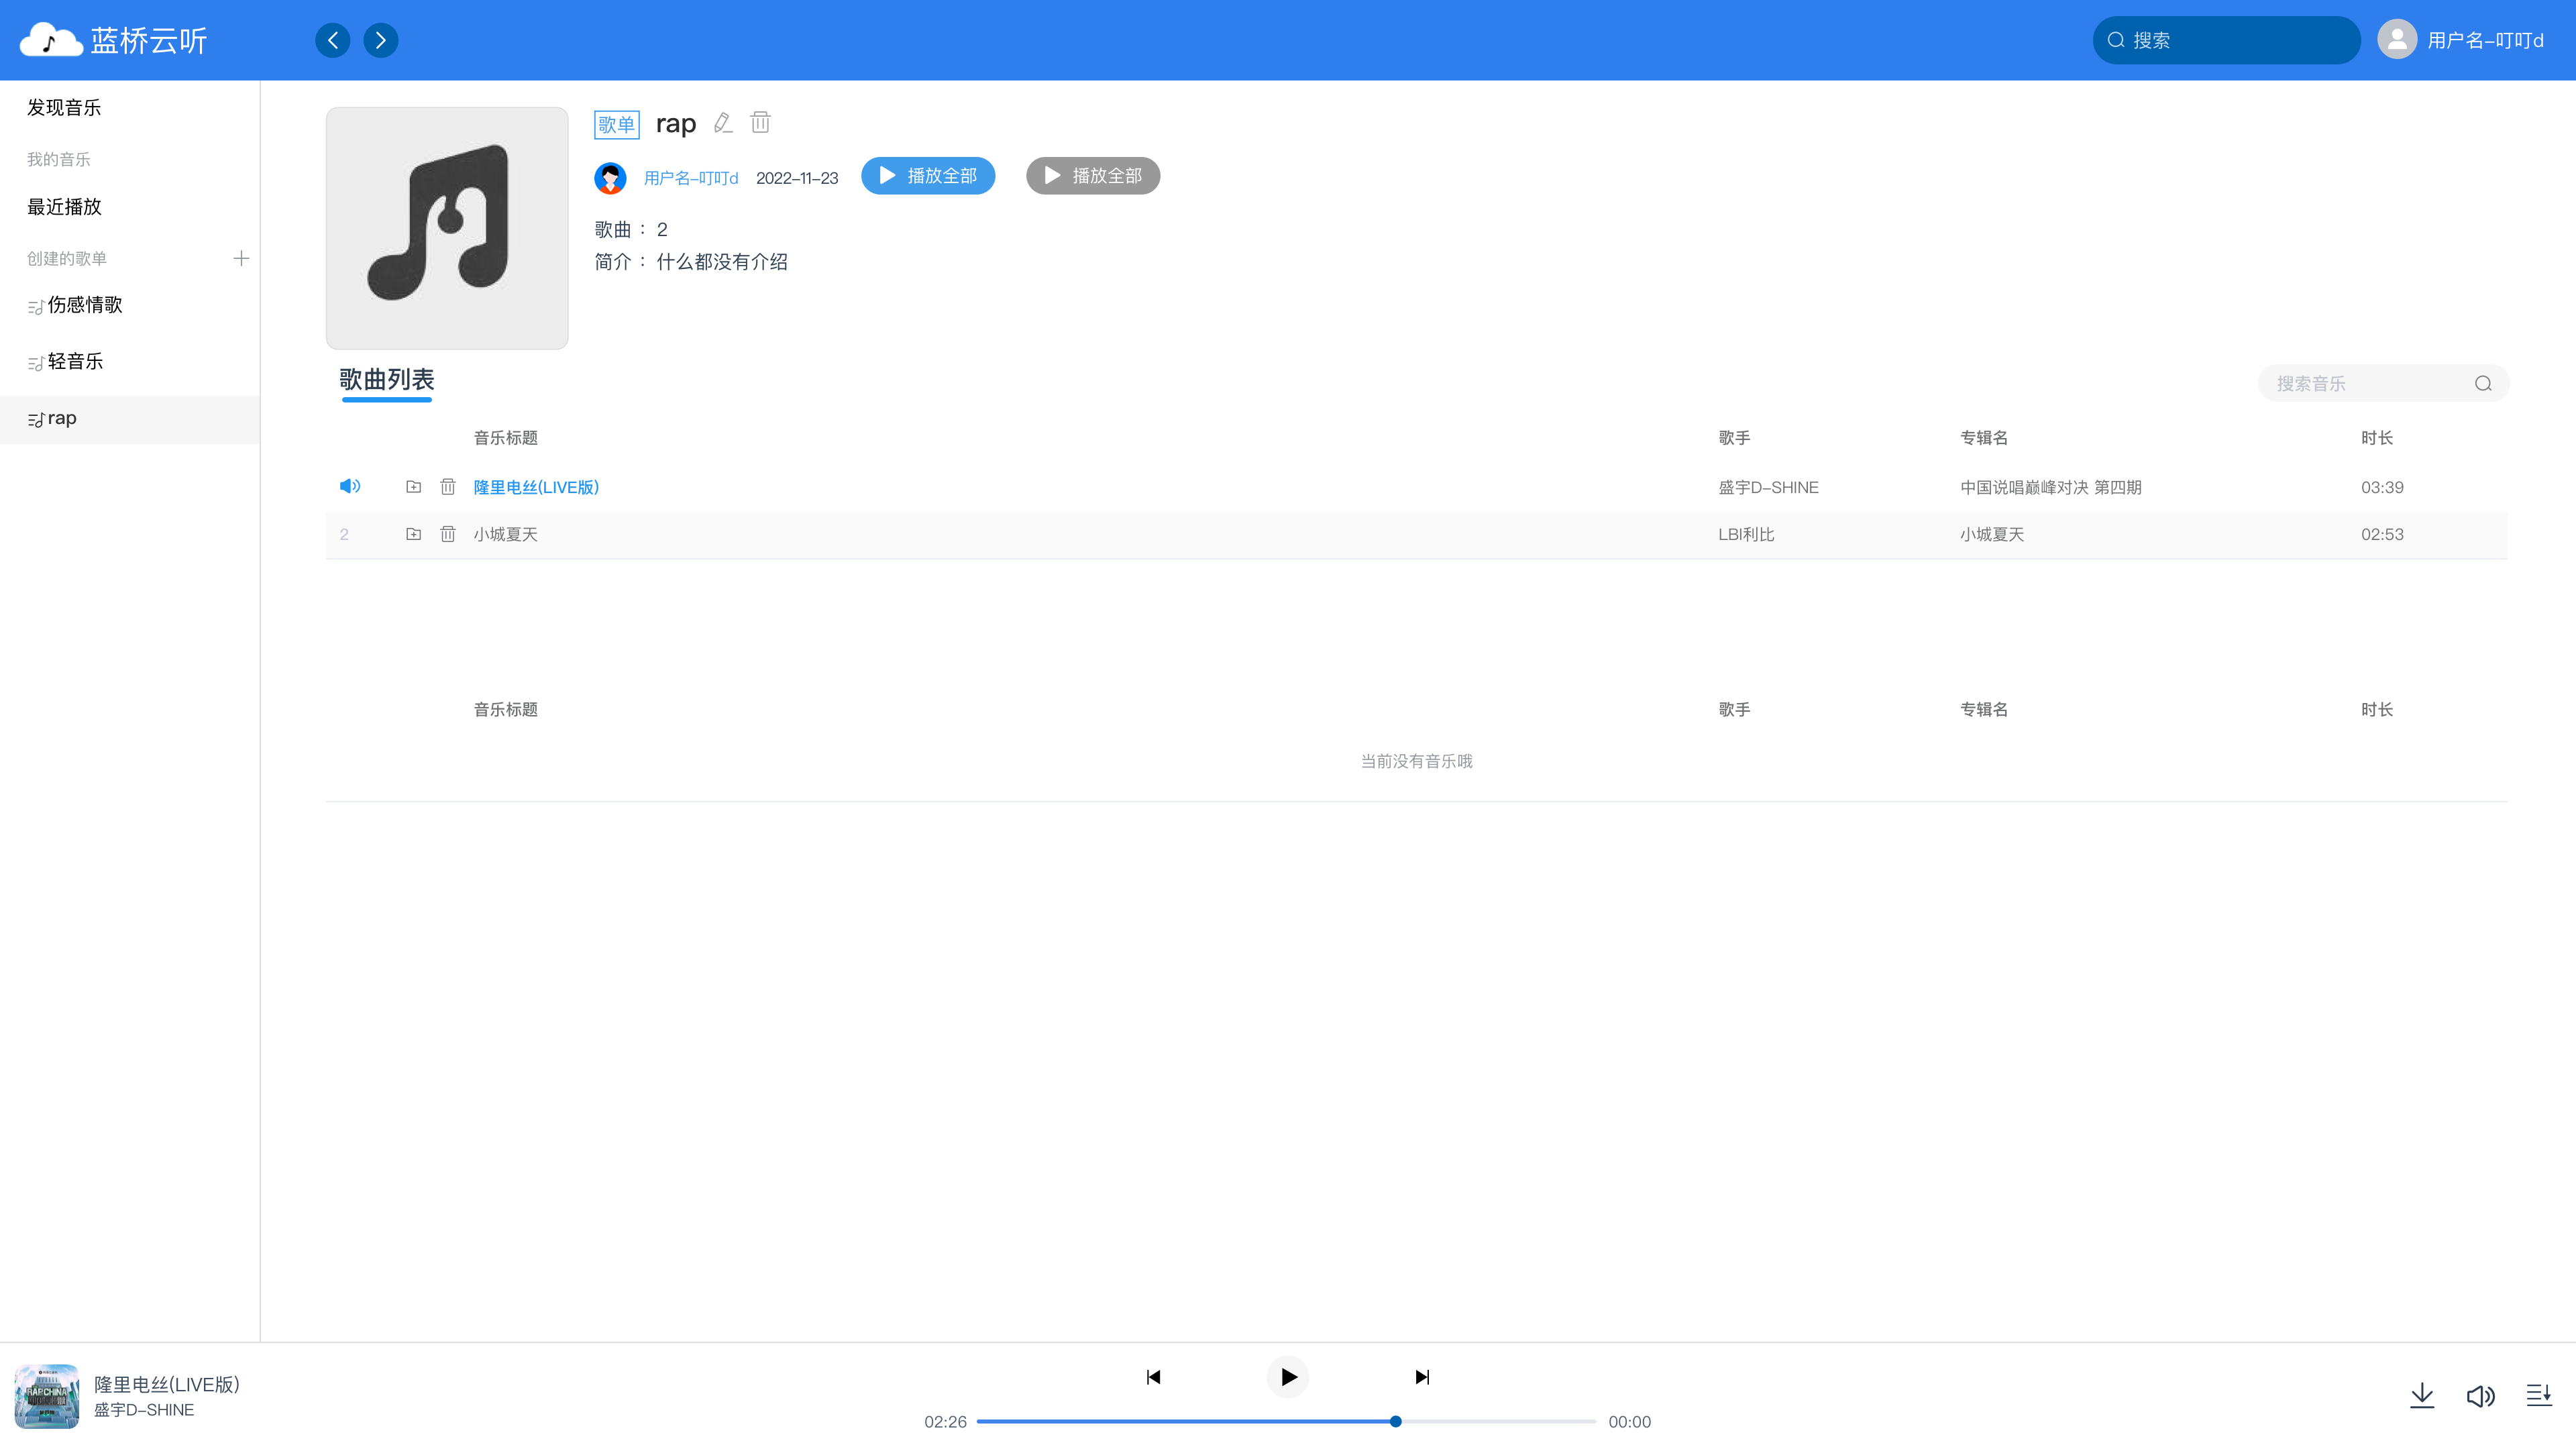 蓝桥云听
搜索
用户名-叮叮d
发现音乐
我的音乐
最近播放
创建的歌单
伤感情歌
轻音乐
rap
歌单 rap
用户名-叮叮d 2022-11-23 播放全部 播放全部
歌曲： 2
简介： 什么都没有介绍
歌曲列表
搜索音乐
音乐标题 歌手 专辑名 时长
隆里电丝(LIVE版) 盛宇D-SHINE 中国说唱巅峰对决 第四期 03:39
2 小城夏天 LBI利比 小城夏天 02:53
音乐标题 歌手 专辑名 时长
当前没有音乐哦
RAP CHINA
隆里电丝(LIVE版)
盛宇D-SHINE
02:26 00:00